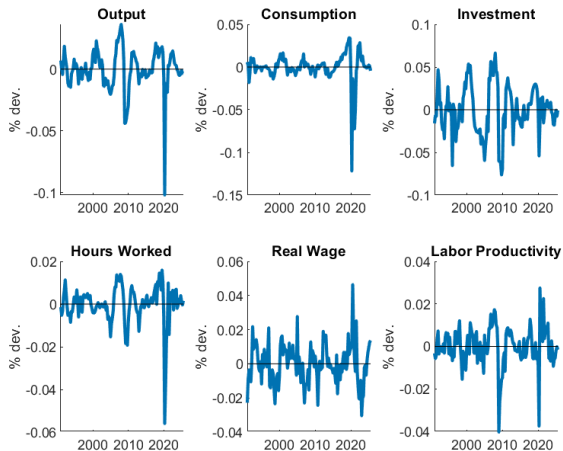 Output Consumption Investment
0.05 0.1
0 0 0.05
% dev. -0.05 % dev. -0.05 % dev. 0
-0.1 -0.05
-0.1 -0.15 -0.1
2000 2010 2020 2000 2010 2020 2000 2010 2020
Hours Worked Real Wage Labor Productivity
0.02 0.06 0.04
0 0.04 0.02
% dev. -0.02 % dev. 0.02 % dev. 0
-0.04 0 -0.02
-0.02
-0.06 -0.04 -0.04
2000 2010 2020 2000 2010 2020 2000 2010 2020